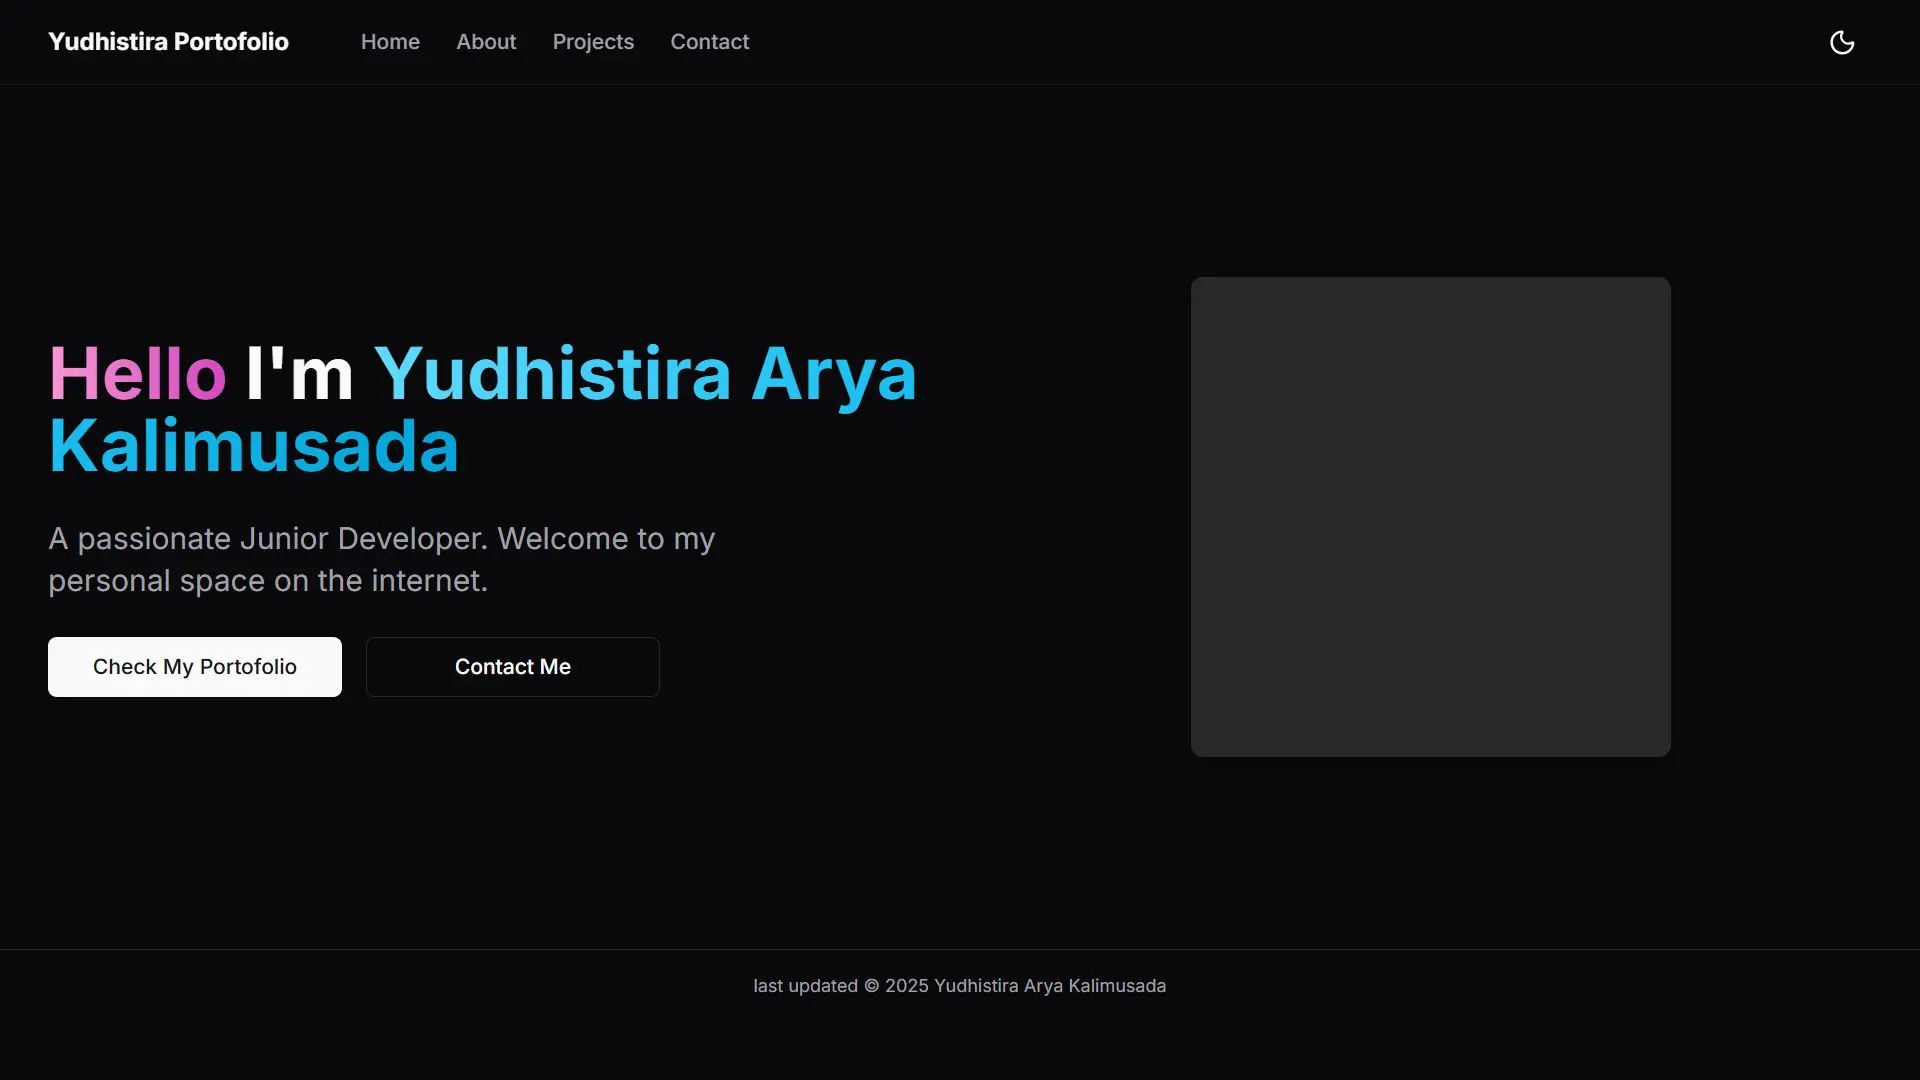 Yudhistira Portofolio
Home
About
Projects
Contact
Hello I'm Yudhistira Arya
Kalimusada
A passionate Junior Developer. Welcome to my
personal space on the internet.
Check My Portofolio
Contact Me
last updated © 2025 Yudhistira Arya Kalimusada